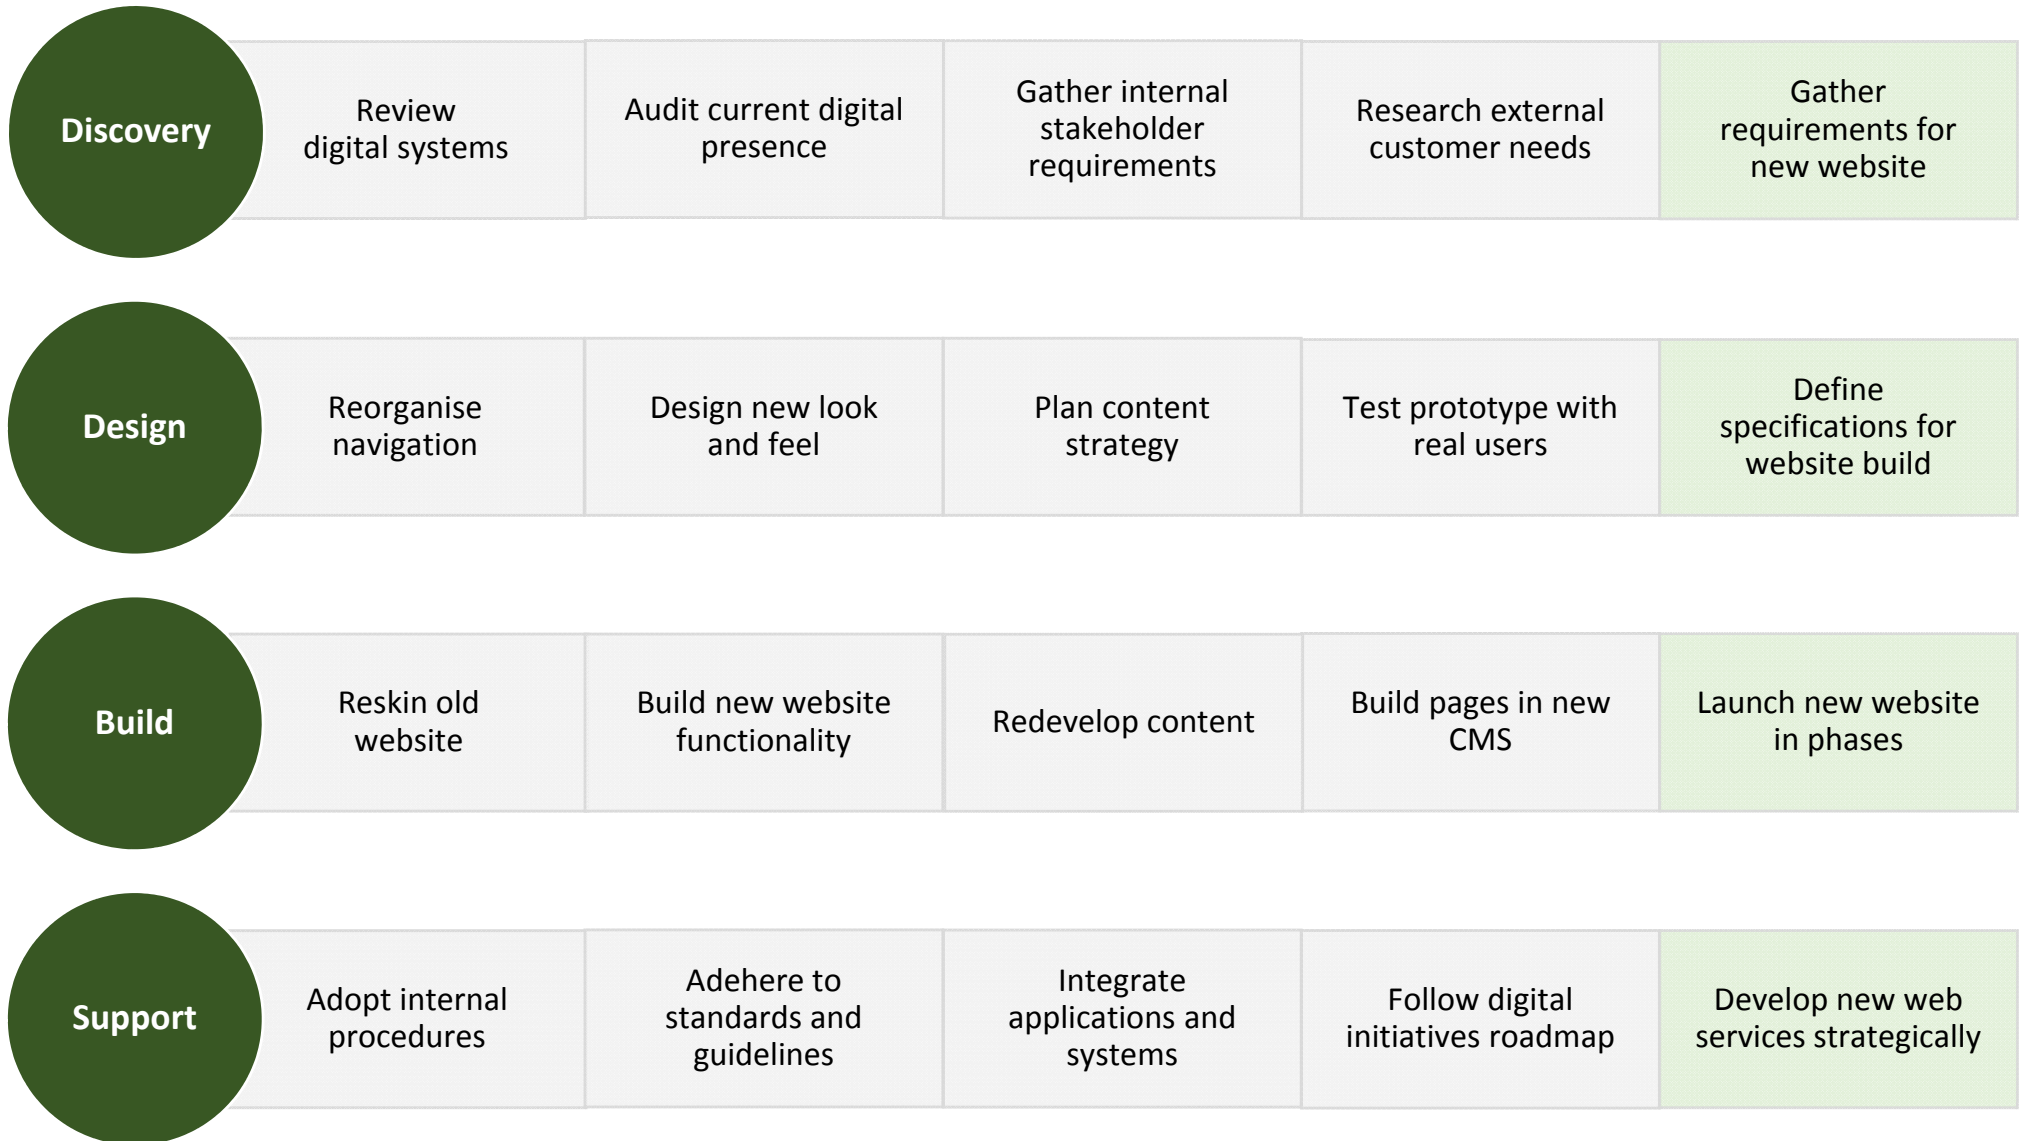 Discovery
Review
digital systems
Audit current digital
presence
Gather internal
stakeholder
requirements
Research external
customer needs
Gather
requirements for
new website
Design
Reorganise
navigation
Design new look
and feel
Plan content
strategy
Test prototype with
real users
Define
specifications for
website build
Build
Reskin old
website
Build new website
functionality
Redevelop content
Build pages in new
CMS
Launch new website
in phases
Support
Adopt internal
procedures
Adehere to
standards and
guidelines
Integrate
applications and
systems
Follow digital
initiatives roadmap
Develop new web
services strategically